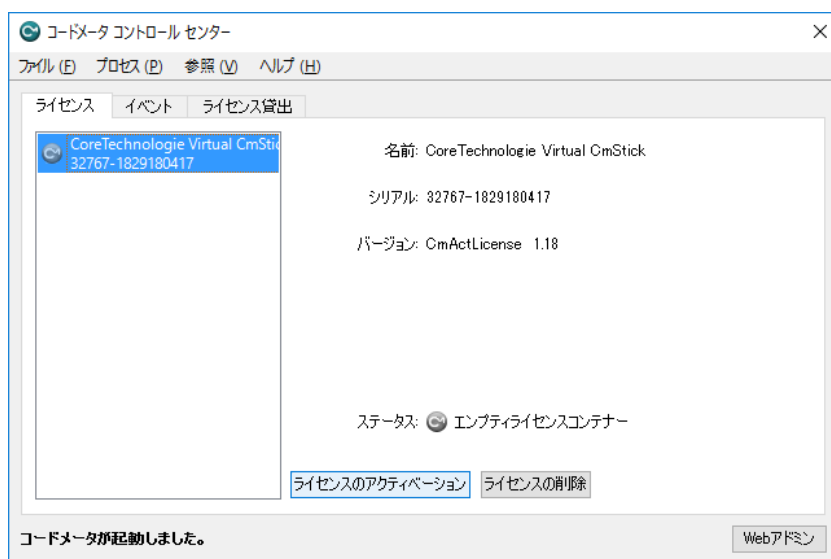 コードメータ コントロール センター
ファイル (F) プロセス (P) 参照 (V) ヘルプ (H)
ライセンス イベント ライセンス貸出
CoreTechnologie Virtual CmStic
32767-1829180417
名前: CoreTechnologie Virtual CmStick
シリアル: 32767-1829180417
バージョン: CmActLicense 1.18
ステータス: エンプティライセンスコンテナー
ライセンスのアクティベーション ライセンスの削除
コードメータが起動しました。 Webアドミン